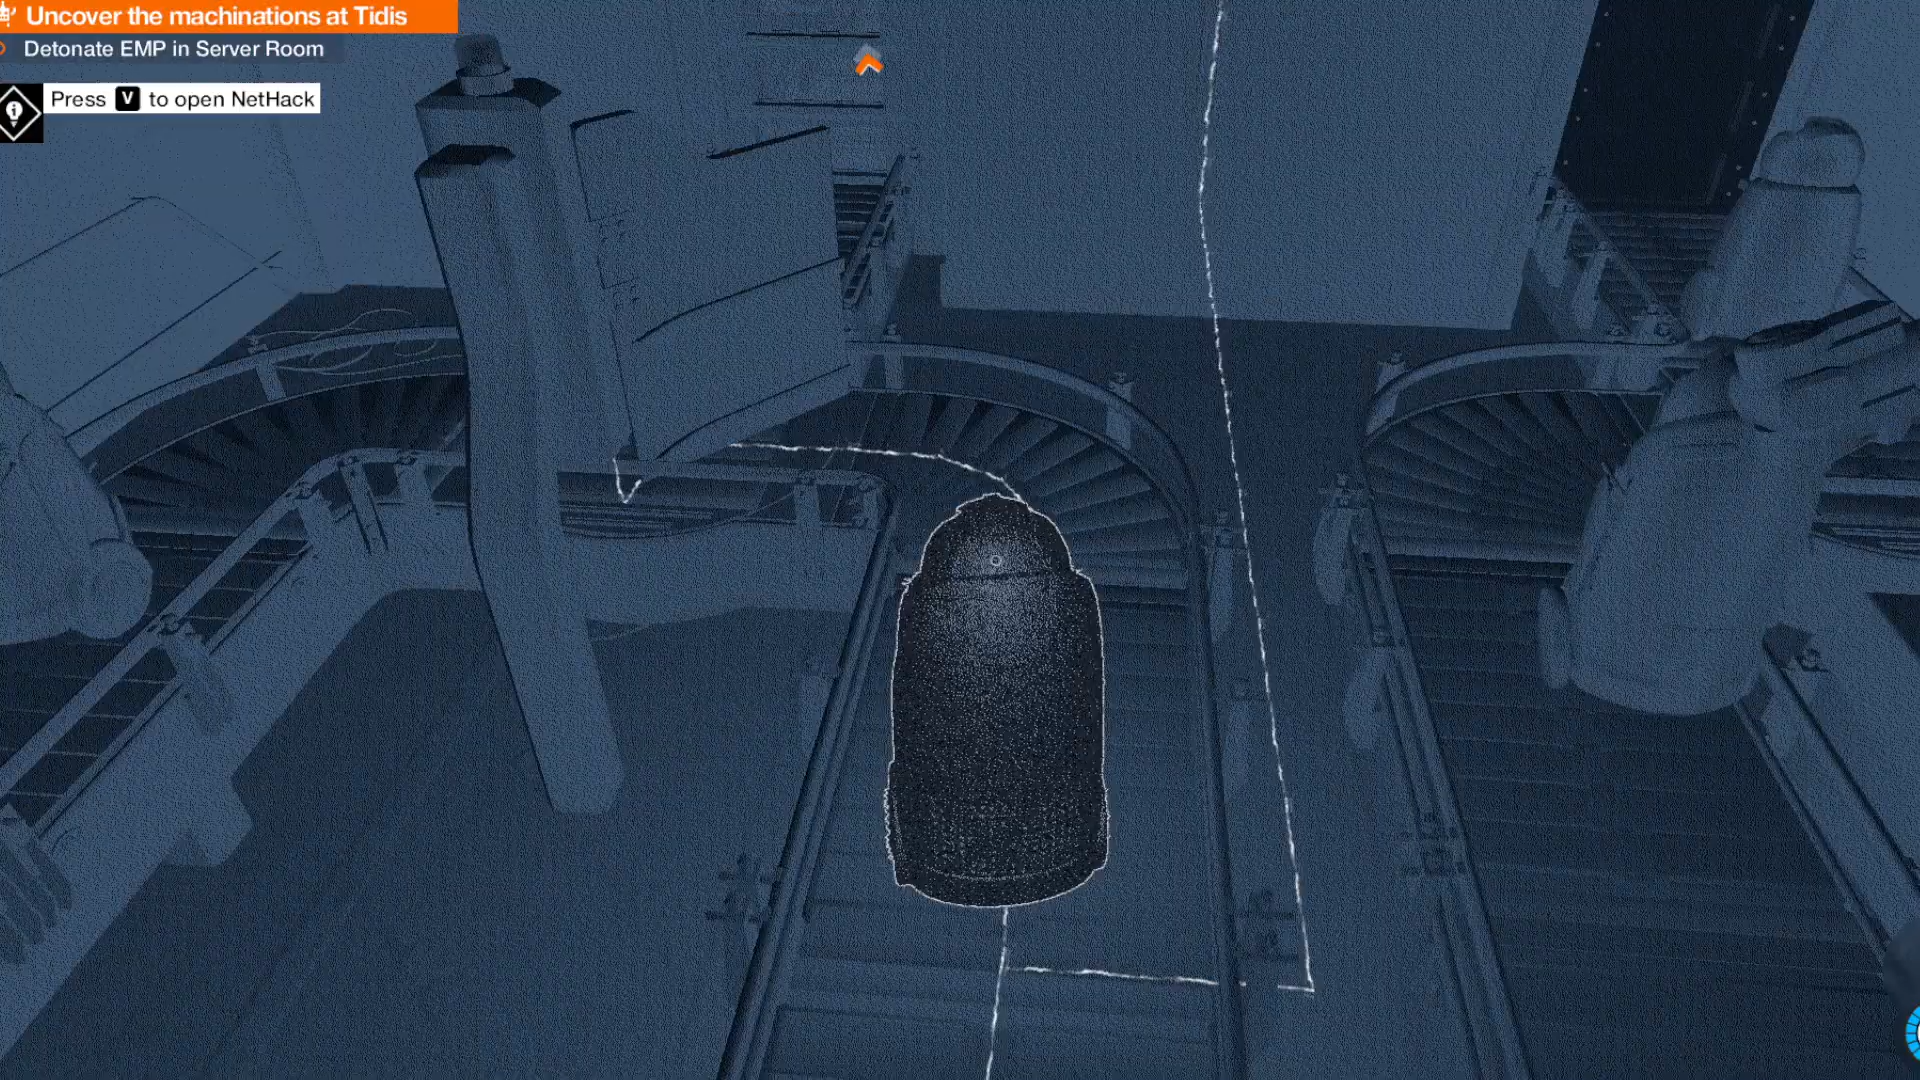 Uncover the machinations at Tidis
Detonate EMP in Server Room
Press V to open NetHack